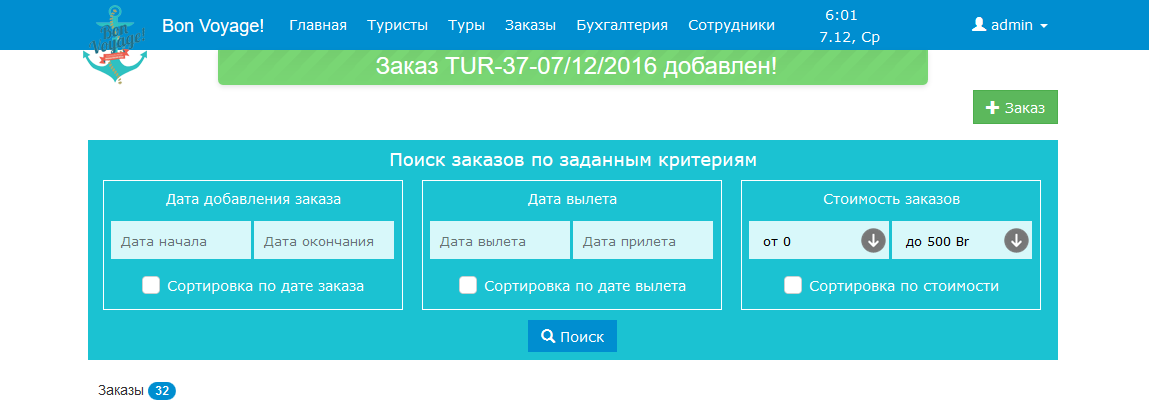 Bon Voyage!
Bon Voyage! Главная Туристы Туры Заказы Бухгалтерия Сотрудники 6:01 admin
7.12, Ср
Заказ TUR-37-07/12/2016 добавлен!
Заказ
Поиск заказов по заданным критериям
Дата добавления заказа Дата вылета Стоимость заказов
Дата начала Дата окончания Дата вылета Дата прилета от 0 до 500 Br
Сортировка по дате заказа Сортировка по дате вылета Сортировка по стоимости
Поиск
Заказы 32